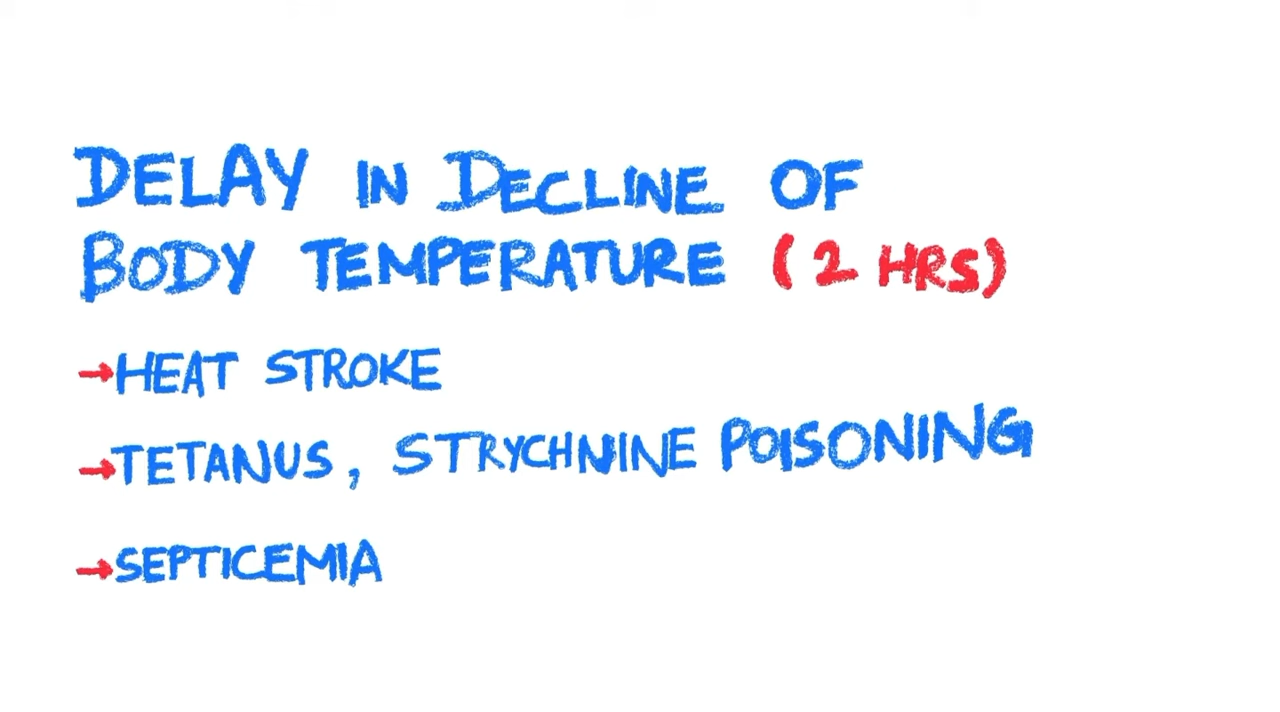 DELAY IN DECLINE OF
BODY TEMPERATURE (2 HRS)
→HEAT STROKE
→TETANUS, STRYCHNINE POISONING
→SEPTICEMIA